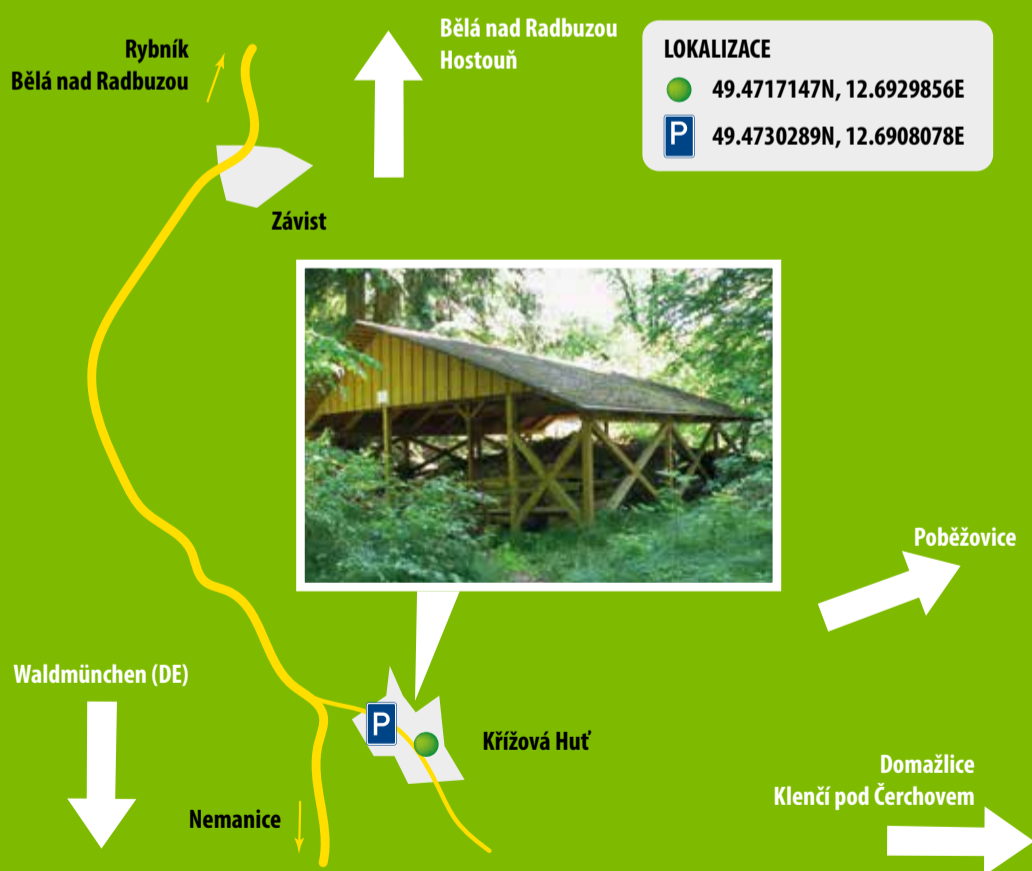 Rybník
Bělá nad Radbuzou
Bělá nad Radbuzou
Hostouň
LOKALIZACE
49.4717147N, 12.6929856E
P 49.4730289N, 12.6908078E
Závist
Poběžovice
Waldmünchen (DE)
P
Křížová Huť
Domažlice
Klenčí pod Čerchovem
Nemanice